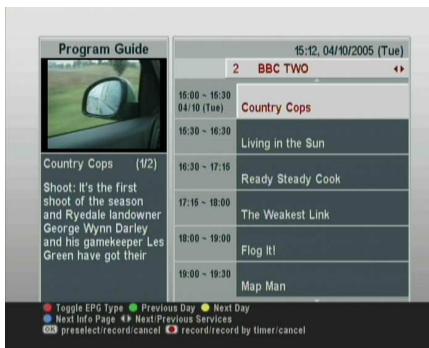 Program Guide
15:12, 04/10/2005 (Tue)
2 BBC TWO
15:00 ~ 15:30
04/10 (Tue)
Country Cops
15:30 ~ 16:30
Living in the Sun
16:30 ~ 17:15
Ready Steady Cook
17:15 ~ 18:00
The Weakest Link
18:00 ~ 19:00
Flog It!
19:00 ~ 19:30
Map Man
Country Cops (1/2)
Shoot: It's the first
shoot of the season
and Ryedale landowner
George Wynn Darley
and his gamekeeper Les
Green have got their
Toggle EPG Type Previous Day Next Day
Next Info Page Next/Previous Services
OK preselect/record/cancel record/record by timer/cancel